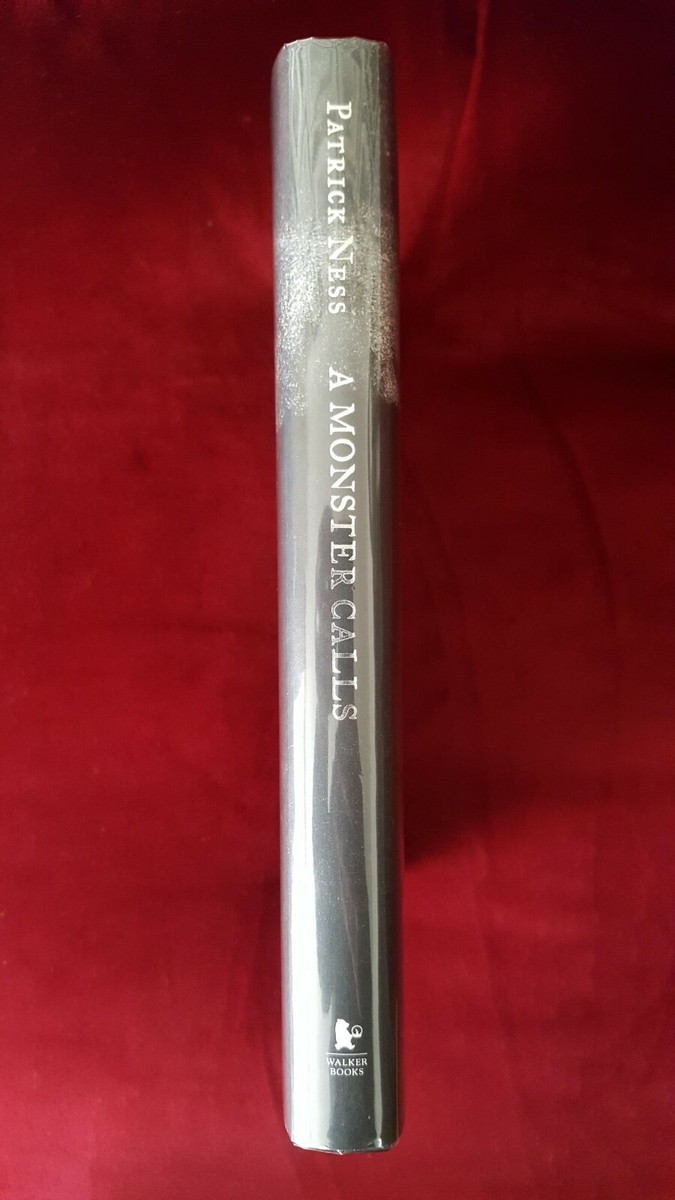 PATRICK NESS A MONSTER CALLS
WALKER
BOOKS